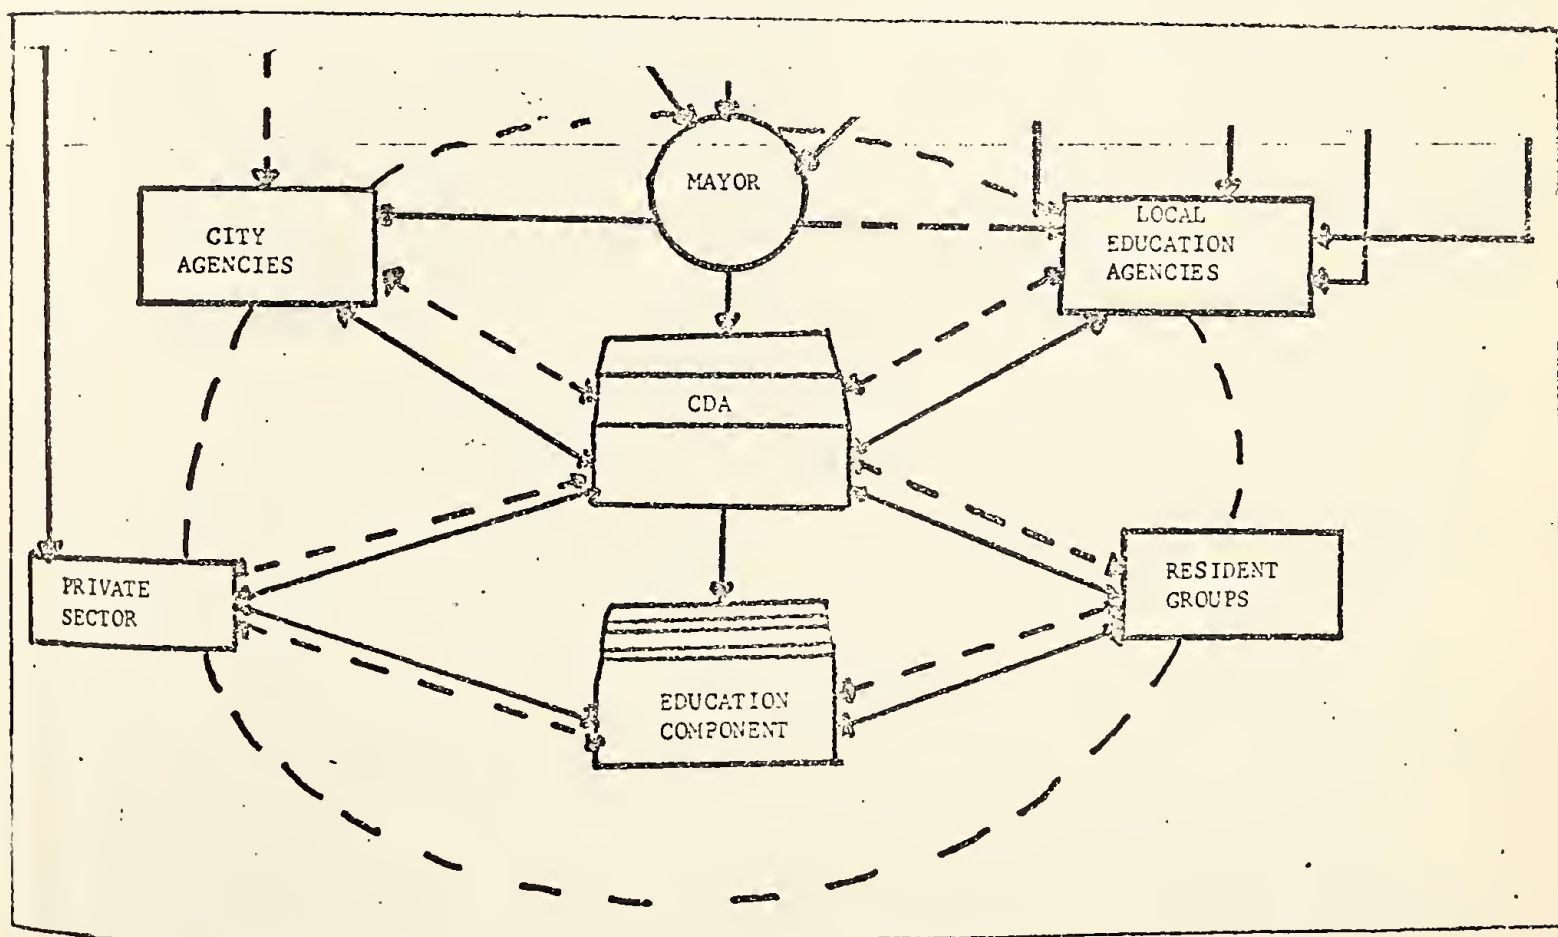 MAYOR
CITY
AGENCIES
LOCAL
EDUCATION
AGENCIES
CDA
PRIVATE
SECTOR
RESIDENT
GROUPS
EDUCATION
COMPONENT